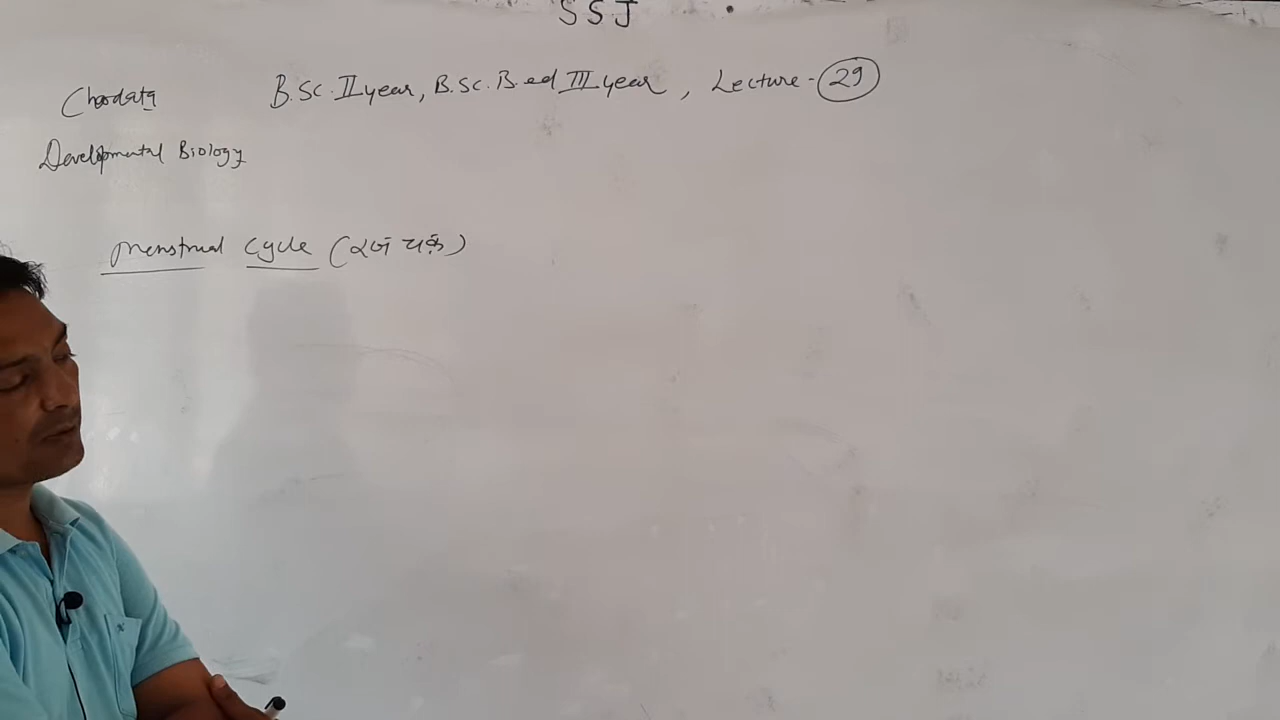 SSJ
Chordata B.Sc. II year, B.Sc. B.ed III year, Lecture - 29
Developmental Biology
Menstrual Cycle (रज चक्र)